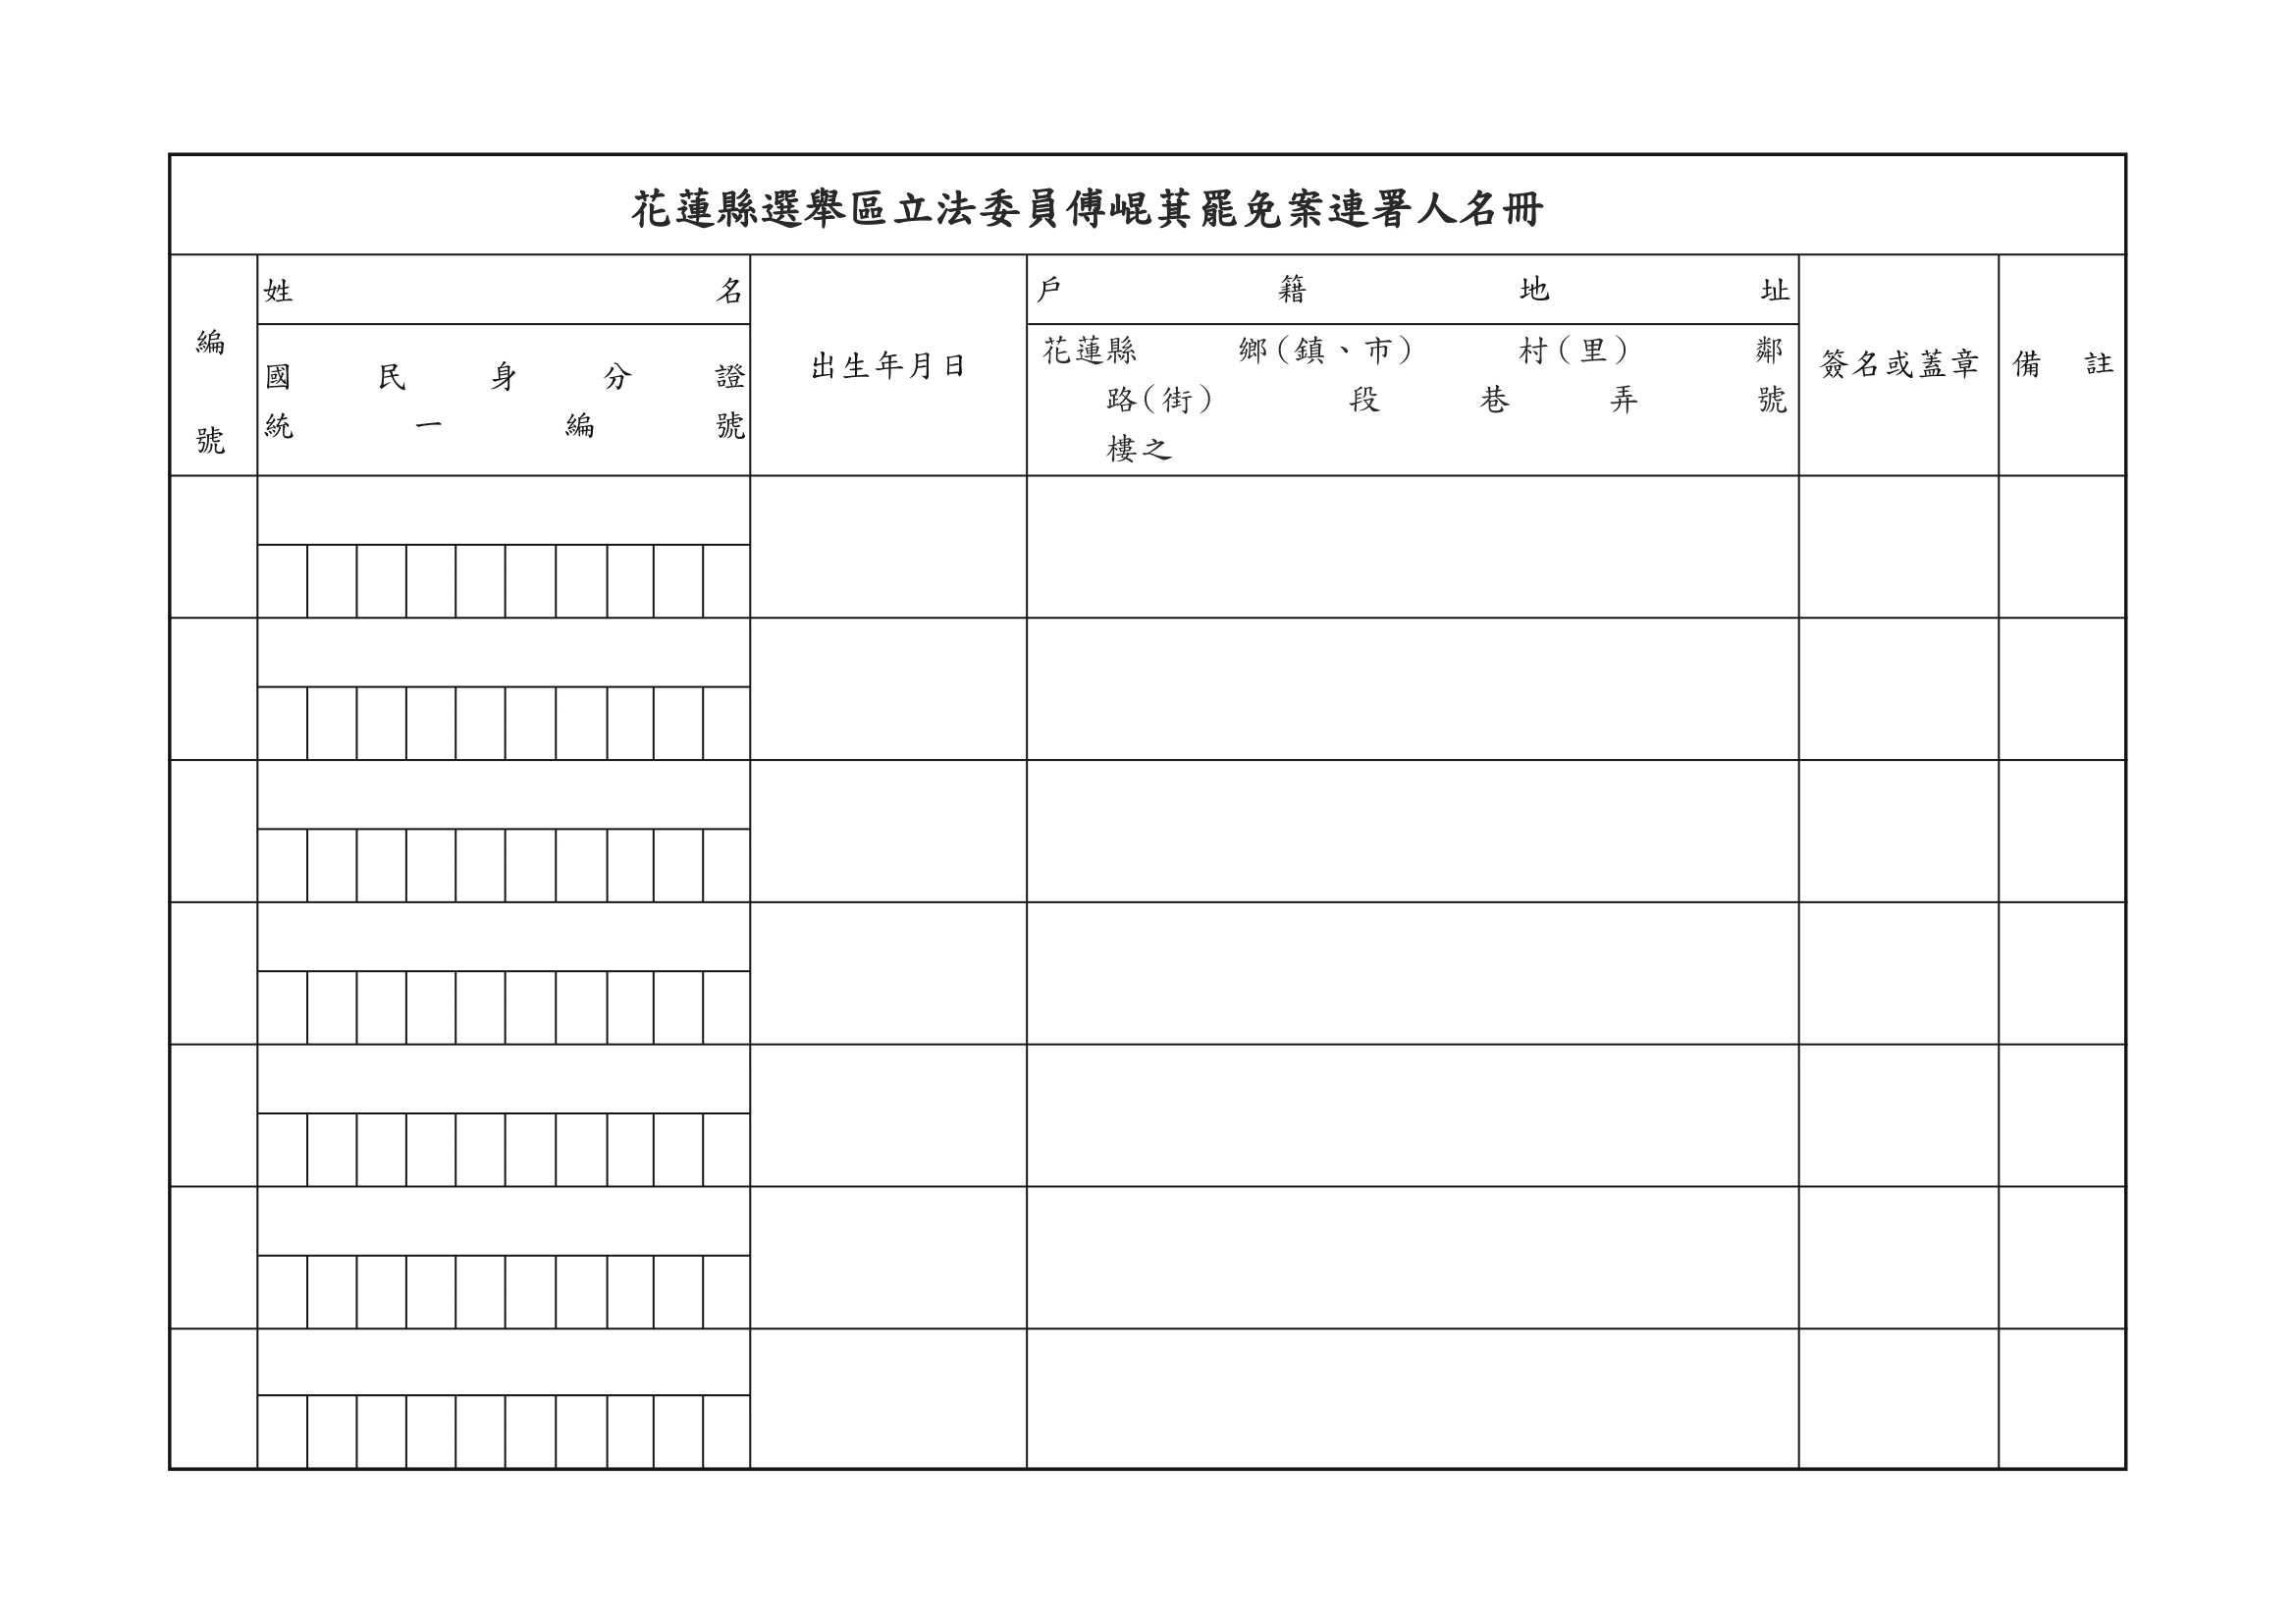 花蓮縣選舉區立法委員傅崐萁罷免案連署人名冊
編號
姓名
國民身分證
統一編號
出生年月日
戶籍地址
花蓮縣 鄉(鎮、市) 村(里) 鄰
路(街) 段 巷 弄 號
樓之
簽名或蓋章
備註